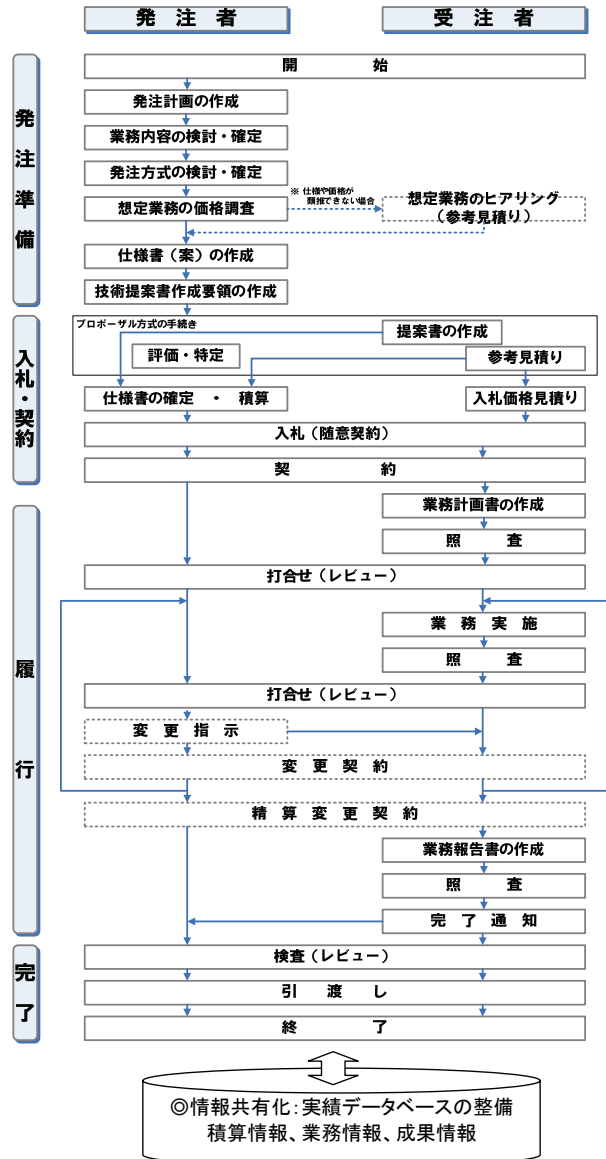 発注者
受注者
発注準備
開始
発注計画の作成
業務内容の検討・確定
発注方式の検討・確定
想定業務の価格調査
※ 仕様や価格が
類推できない場合
想定業務のヒアリング
（参考見積り）
仕様書（案）の作成
技術提案書作成要領の作成
入札・契約
プロポーザル方式の手続き
提案書の作成
評価・特定
参考見積り
仕様書の確定 ・ 積算
入札価格見積り
入札（随意契約）
契約
履行
業務計画書の作成
照査
打合せ（レビュー）
業務実施
照査
打合せ（レビュー）
変更指示
変更契約
精算変更契約
業務報告書の作成
照査
完了通知
完了
検査（レビュー）
引渡し
終了
◎情報共有化：実績データベースの整備
積算情報、業務情報、成果情報